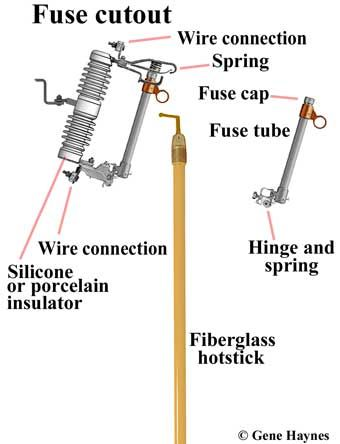 Fuse cutout
Wire connection
Spring
Fuse cap
Fuse tube
Wire connection
Hinge and
spring
Silicone
or porcelain
insulator
Fiberglass
hotstick
© Gene Haynes